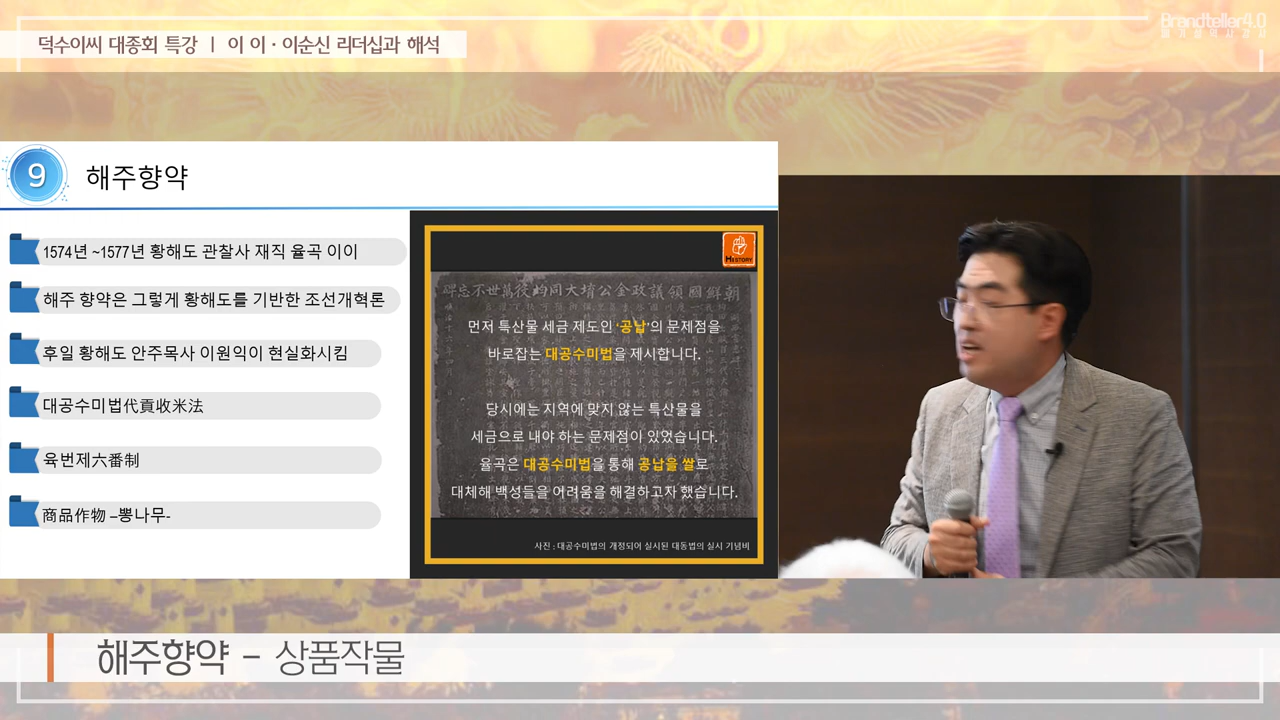 덕수이씨 대종회 특강 ㅣ 이 이·이순신 리더십과 해석
Brandteller4.0
9 해주향약
1574년 ~1577년 황해도 관찰사 재직 율곡 이이
해주 향약은 그렇게 황해도를 기반한 조선개혁론
후일 황해도 안주목사 이원익이 현실화시킴
대공수미법代貢收米法
육번제六番制
商品作物 –뽕나무-
HISTORY
먼저 특산물 세금 제도인 '공납'의 문제점을
바로잡는 대공수미법을 제시합니다.
당시에는 지역에 맞지 않는 특산물을
세금으로 내야 하는 문제점이 있었습니다.
율곡은 대공수미법을 통해 공납을 쌀로
대체해 백성들을 어려움을 해결하고자 했습니다.
사진 : 대공수미법의 개정되어 실시된 대동법의 실시 기념비
해주향약 - 상품작물